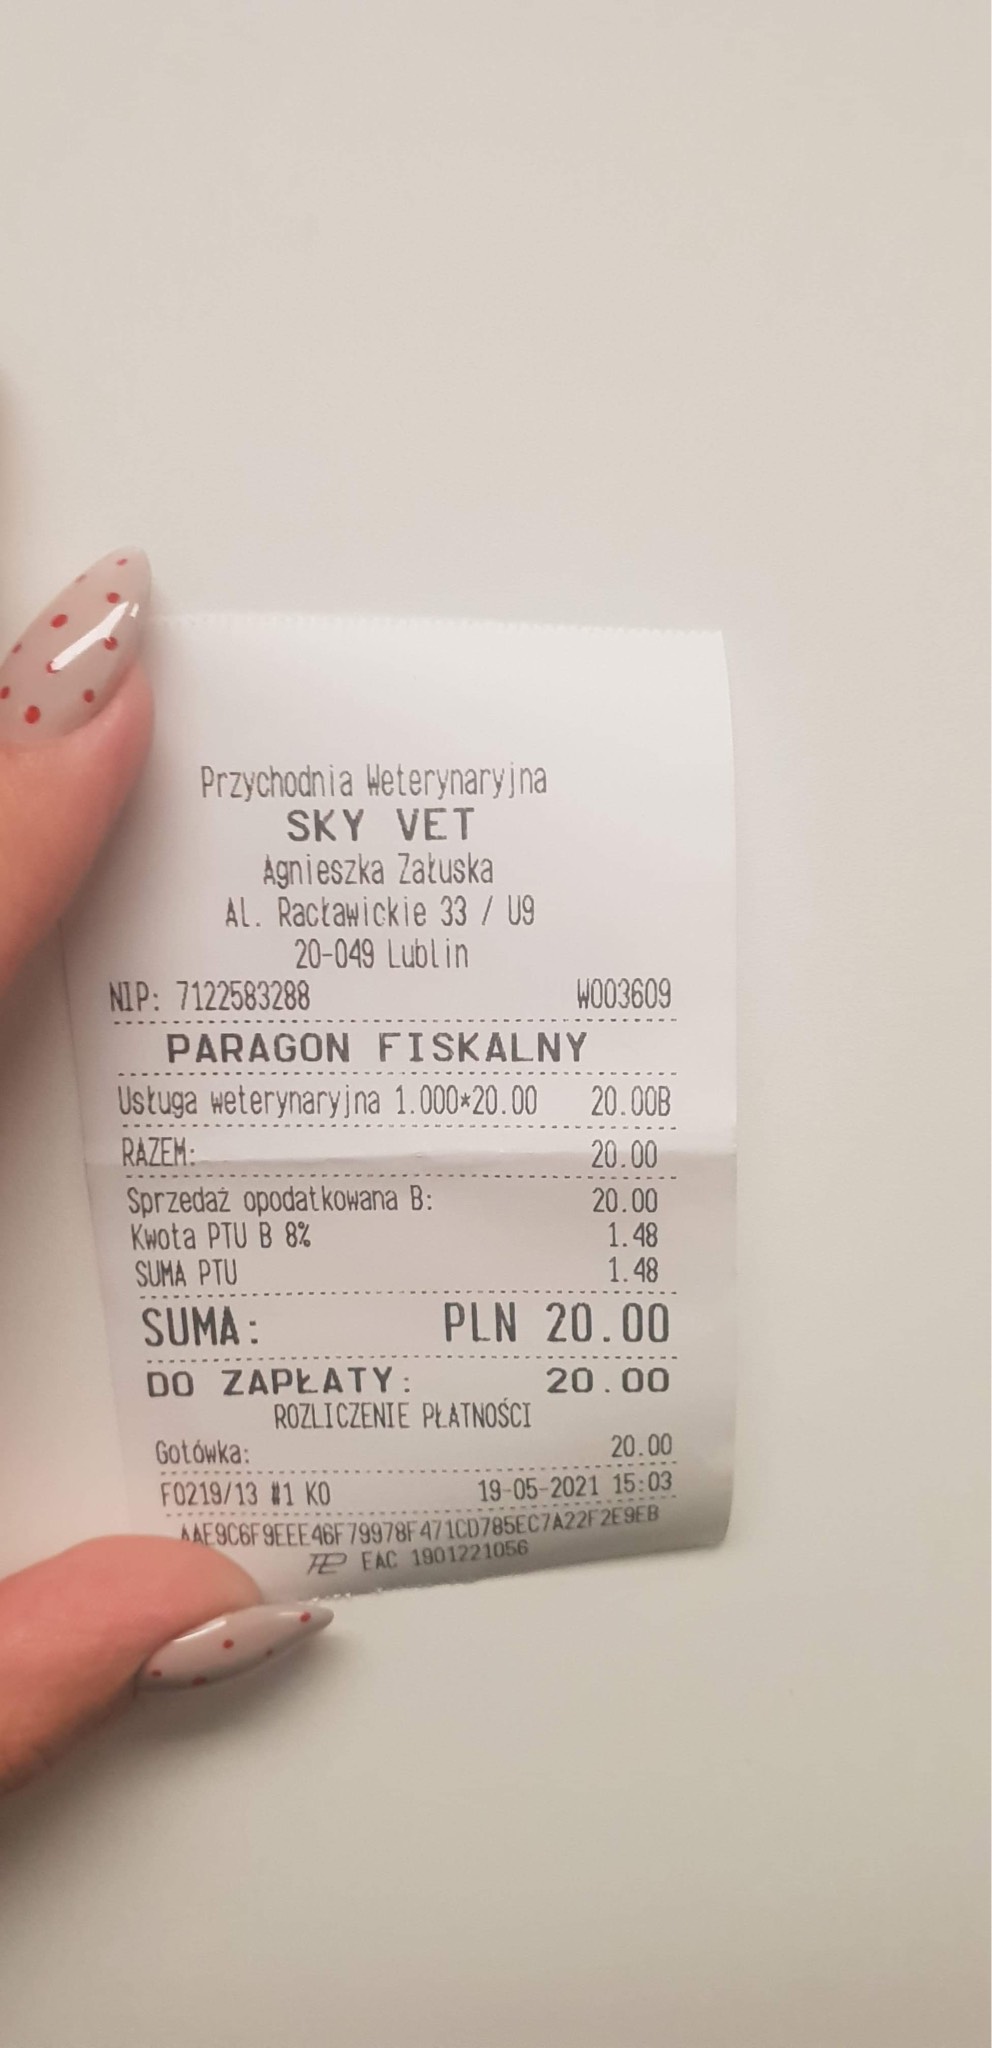 Przychodnia Weterynaryjna
SKY VET
Agnieszka Załuska
Al. Racławickie 33 / U9
20-049 Lublin
NIP: 7122583288 W003609
PARAGON FISKALNY
Usługa weterynaryjna 1.000*20.00 20.00B
RAZEM: 20.00
Sprzedaż opodatkowana B: 20.00
Kwota PTU B 8% 1.48
SUMA PTU 1.48
SUMA: PLN 20.00
DO ZAPŁATY: 20.00
ROZLICZENIE PŁATNOŚCI
Gotówka: 20.00
F0219/13 #1 KO 19-05-2021 15:03
AAE9C6F9EEE46F79978F471CD785EC7A22F2E9EB
EAC 1901221056